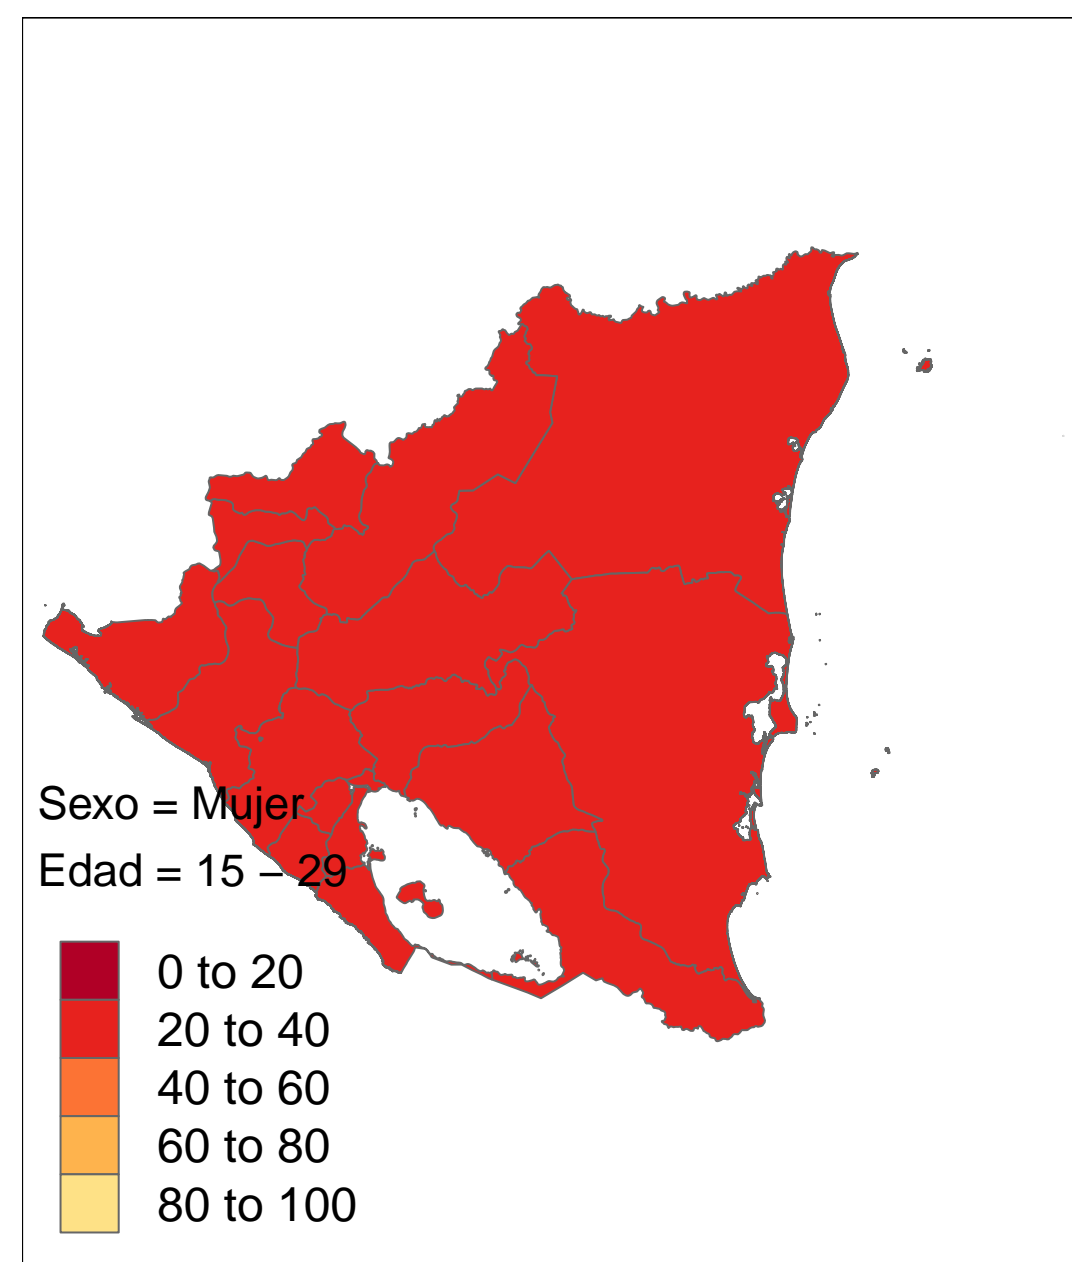 Sexo = Mujer
Edad = 15 – 29
0 to 20
20 to 40
40 to 60
60 to 80
80 to 100